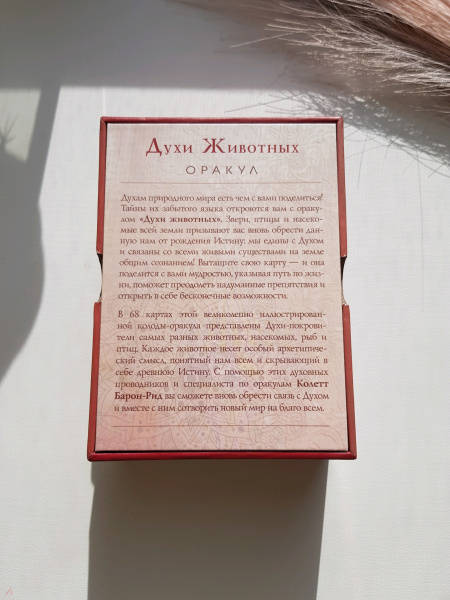 Духи Животных
ОРАКУЛ
Духам природного мира есть чем с вами поделиться!
Тайны их забытого языка откроются вам с ораку-
лом «Духи животных». Звери, птицы и насеко-
мые всей земли призывают вас вновь обрести дан-
ную нам от рождения Истину: мы едины с Духом
и связаны со всеми живыми существами на земле
общим сознанием! Вытащите свою карту — и она
поделится с вами мудростью, указывая путь по жиз-
ни, поможет преодолеть надуманные препятствия и
открыть в себе бесконечные возможности.
В 68 картах этой великолепно иллюстрирован-
ной колоды-оракула представлены Духи-покрови-
тели самых разных животных, насекомых, рыб и
птиц. Каждое животное несет особый архетипиче-
ский смысл, понятный нам всем и скрывающий в
себе древнюю Истину. С помощью этих духовных
проводников и специалиста по оракулам Колетт
Барон-Рид вы сможете вновь обрести связь с Духом
и вместе с ним сотворить новый мир на благо всем.